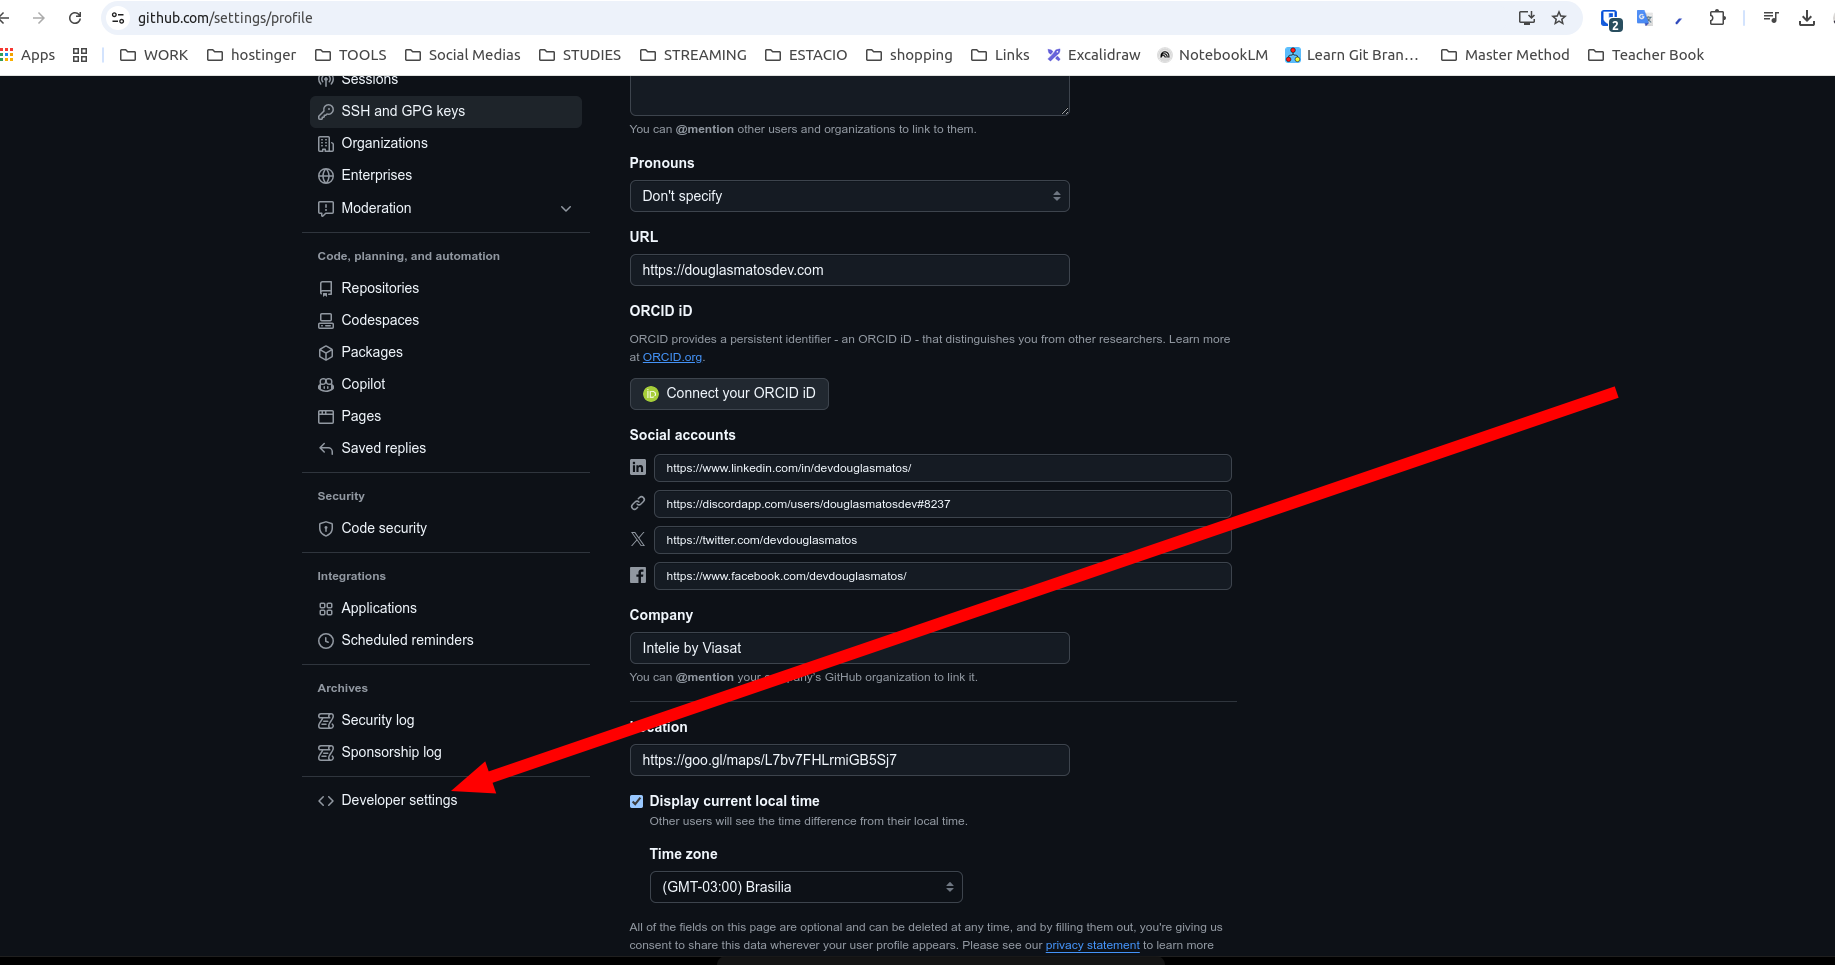 github.com/settings/profile
2
Apps
WORK
hostinger
TOOLS
Social Medias
STUDIES
STREAMING
ESTACIO
shopping
Links
Excalidraw
NotebookLM
Learn Git Bran...
Master Method
Teacher Book
Sessions
SSH and GPG keys
Organizations
Enterprises
Moderation
Code, planning, and automation
Repositories
Codespaces
Packages
Copilot
Pages
Saved replies
Security
Code security
Integrations
Applications
Scheduled reminders
Archives
Security log
Sponsorship log
Developer settings
You can @mention other users and organizations to link to them.
Pronouns
Don't specify
URL
https://douglasmatosdev.com
ORCID iD
ORCID provides a persistent identifier - an ORCID iD - that distinguishes you from other researchers. Learn more
at ORCID.org.
iD Connect your ORCID iD
Social accounts
https://www.linkedin.com/in/devdouglasmatos/
https://discordapp.com/users/douglasmatosdev#8237
https://twitter.com/devdouglasmatos
https://www.facebook.com/devdouglasmatos/
Company
Intelie by Viasat
You can @mention your company's GitHub organization to link it.
Location
https://goo.gl/maps/L7bv7FHLrmiGB5Sj7
Display current local time
Other users will see the time difference from their local time.
Time zone
(GMT-03:00) Brasilia
All of the fields on this page are optional and can be deleted at any time, and by filling them out, you're giving us
consent to share this data wherever your user profile appears. Please see our privacy statement to learn more